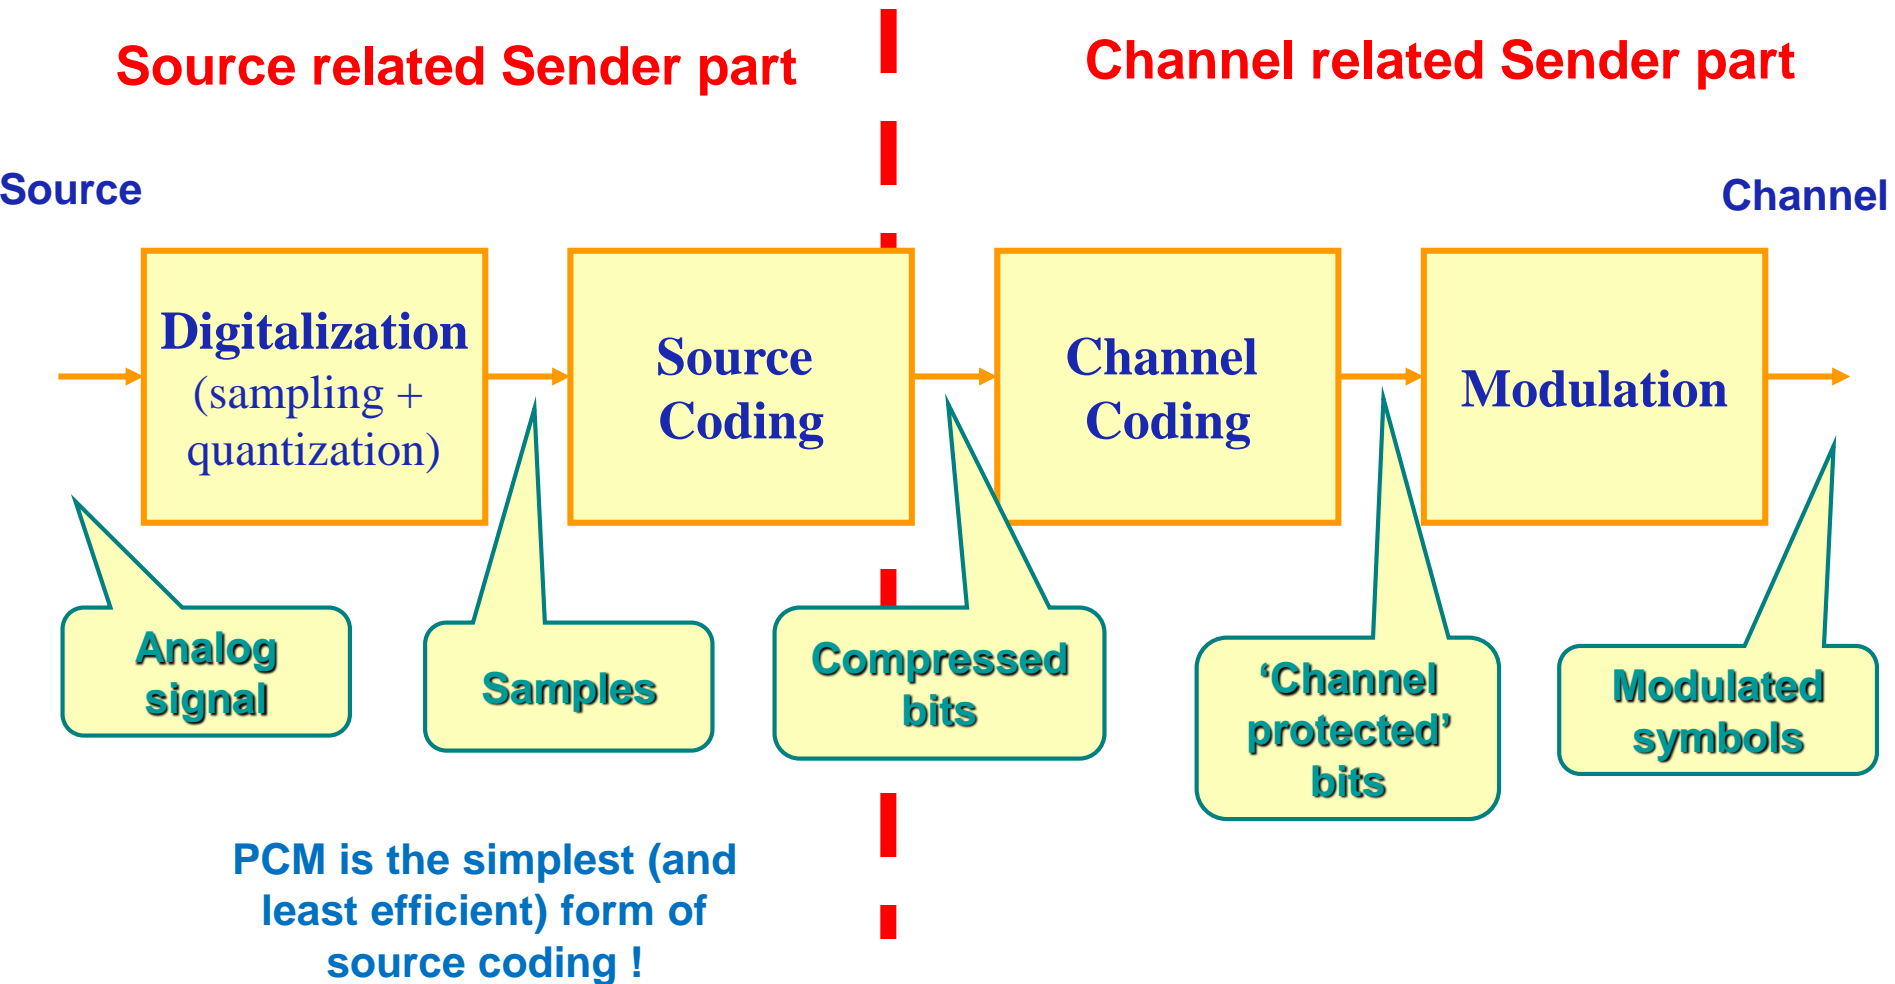 Source related Sender part
Channel related Sender part
Source
Channel
Digitalization
(sampling +
quantization)
Source
Coding
Channel
Coding
Modulation
Analog
signal
Samples
Compressed
bits
‘Channel
protected’
bits
Modulated
symbols
PCM is the simplest (and
least efficient) form of
source coding !